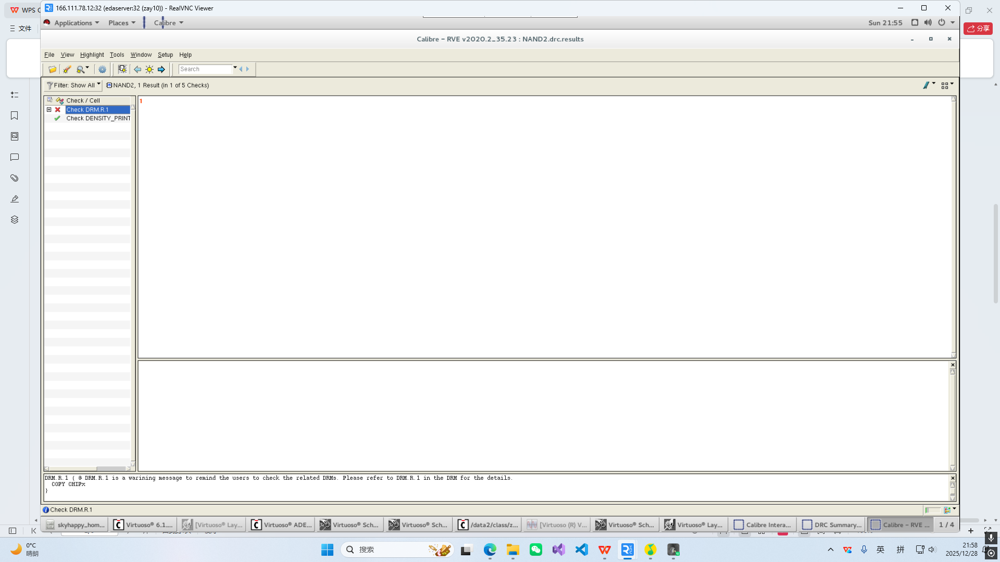 WPS
166.111.78.12:32 (edaserver:32 (zay10)) - RealVNC Viewer
文件
Applications Places Calibre
Sun 21:55
分享
Calibre - RVE v2020.2_35.23 : NAND2.drc.results
File View Highlight Tools Window Setup Help
Search
Filter: Show All NAND2, 1 Result (in 1 of 5 Checks)
Check / Cell
1
Check DRM.R.1
Check DENSITY_PRINT
DRM.R.1 { @ DRM.R.1 is a warining message to remind the users to check the related DRMs. Please refer to DRM.R.1 in the DRM for the details.
COPY CHIPx
}
Check DRM.R.1
skyhappy_hom... Virtuoso® 6.1.... [Virtuoso® Lay... Virtuoso® ADE... Virtuoso® Sch... Virtuoso® Sch... /data2/class/z... [Virtuoso (R) V... Virtuoso® Sch... Virtuoso® Lay... Calibre Intera... DRC Summary,... Calibre - RVE ... 1 / 4
0°C
晴朗
搜索
英 拼
21:58
2025/12/28